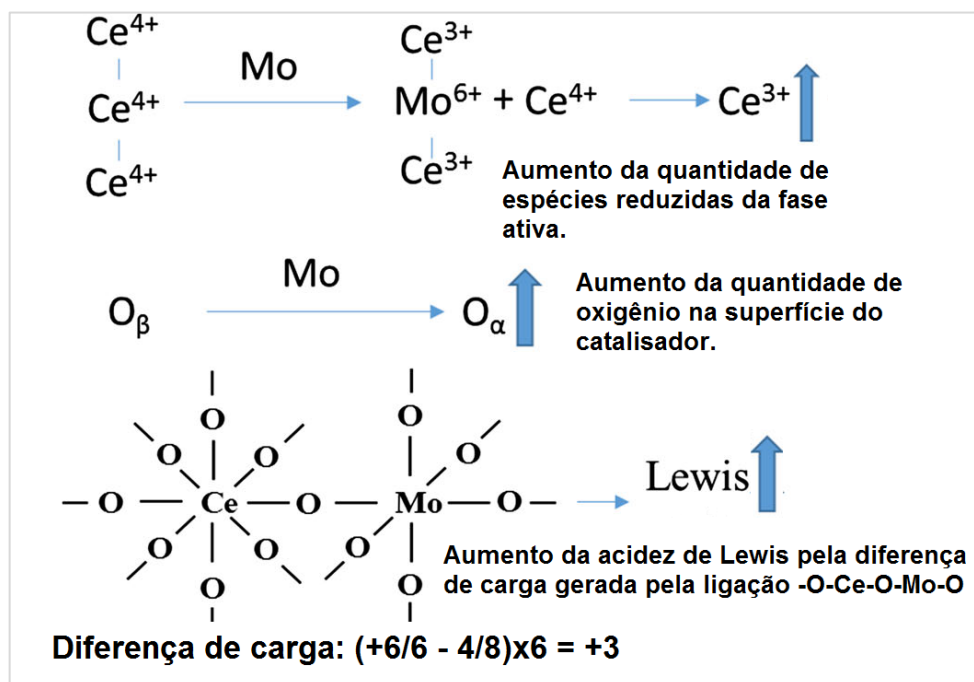 Ce⁴⁺ Ce³⁺
Mo
Ce⁴⁺ Mo⁶⁺ + Ce⁴⁺ Ce³⁺
Ce⁴⁺ Ce³⁺
Aumento da quantidade de
espécies reduzidas da fase
ativa.
Mo
Oβ Oα
Aumento da quantidade de
oxigênio na superfície do
catalisador.
O O
O O O
O Ce O Mo O
O O O
O O
Lewis
Aumento da acidez de Lewis pela diferença
de carga gerada pela ligação -O-Ce-O-Mo-O
Diferença de carga: (+6/6 - 4/8)x6 = +3